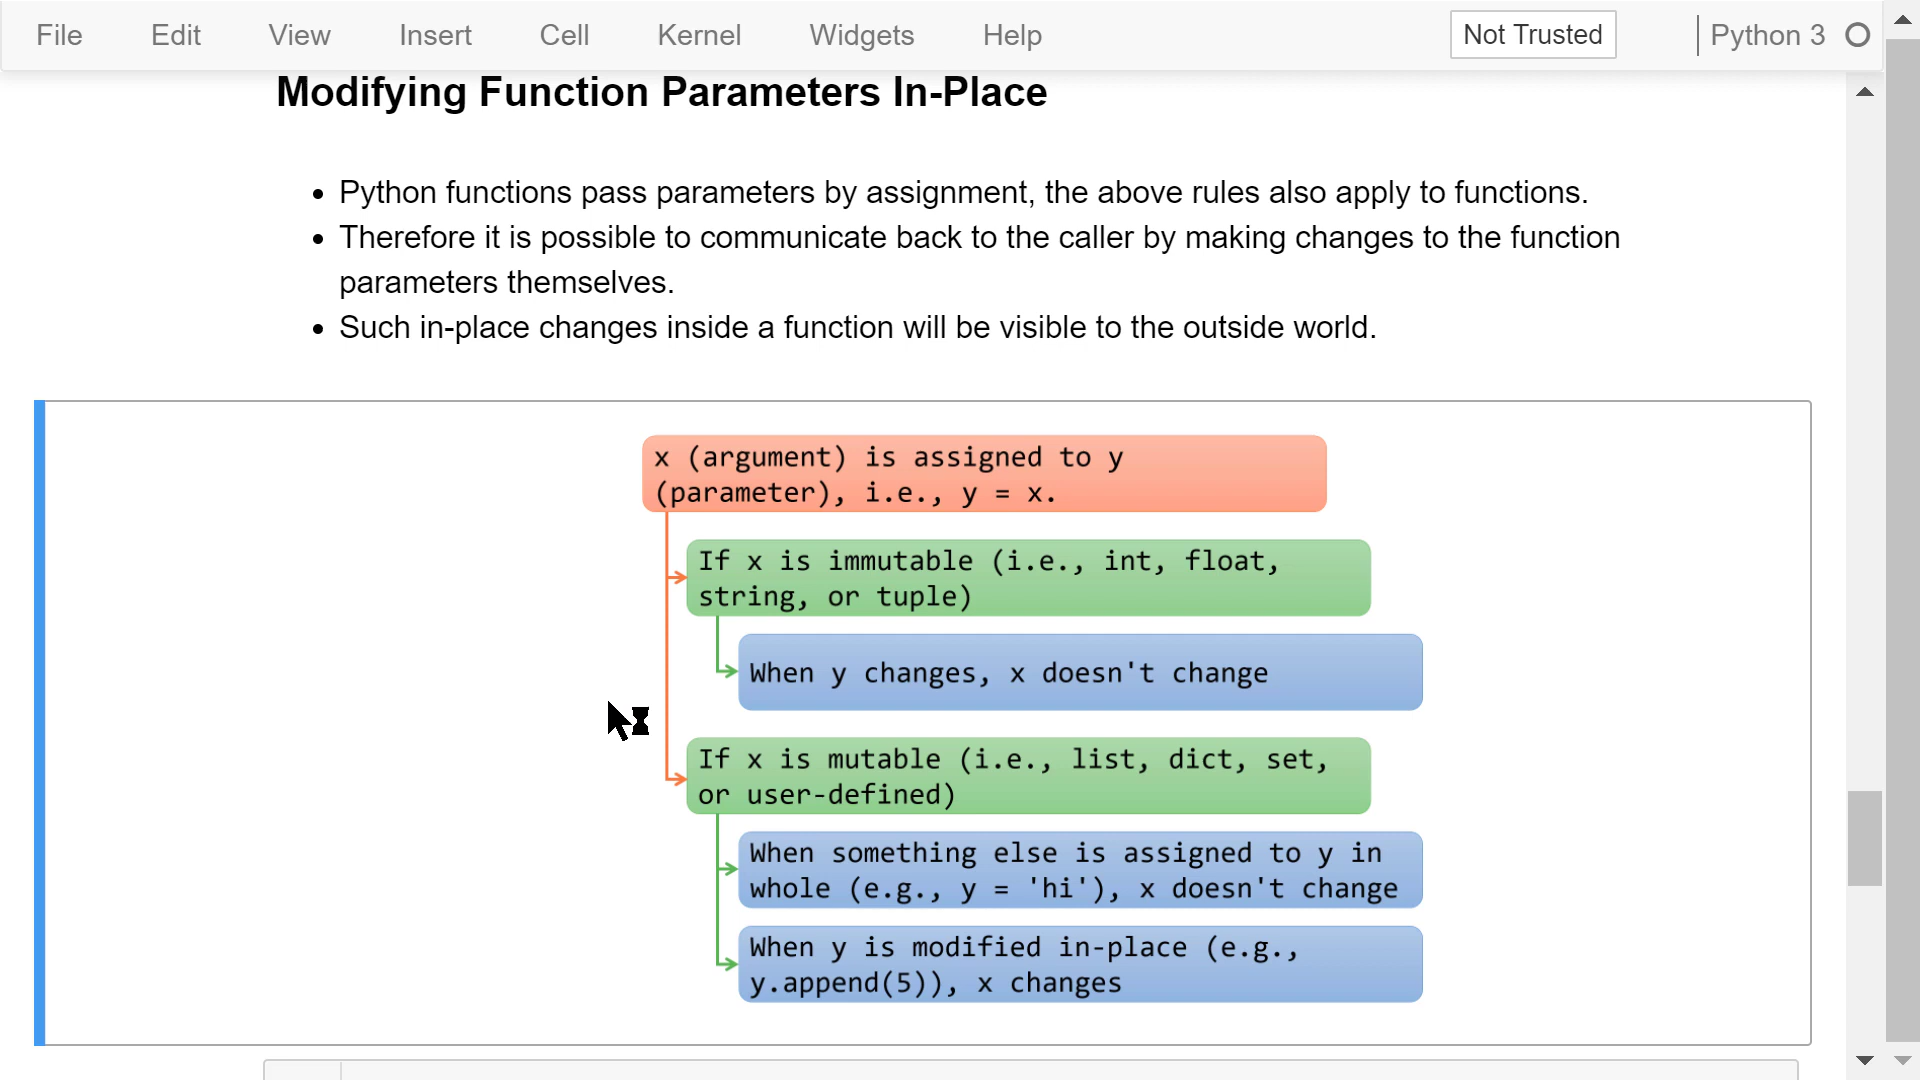 File Edit View Insert Cell Kernel Widgets Help Not Trusted Python 3
Modifying Function Parameters In-Place
• Python functions pass parameters by assignment, the above rules also apply to functions.
• Therefore it is possible to communicate back to the caller by making changes to the function
parameters themselves.
• Such in-place changes inside a function will be visible to the outside world.
x (argument) is assigned to y
(parameter), i.e., y = x.
If x is immutable (i.e., int, float,
string, or tuple)
When y changes, x doesn't change
If x is mutable (i.e., list, dict, set,
or user-defined)
When something else is assigned to y in
whole (e.g., y = 'hi'), x doesn't change
When y is modified in-place (e.g.,
y.append(5)), x changes